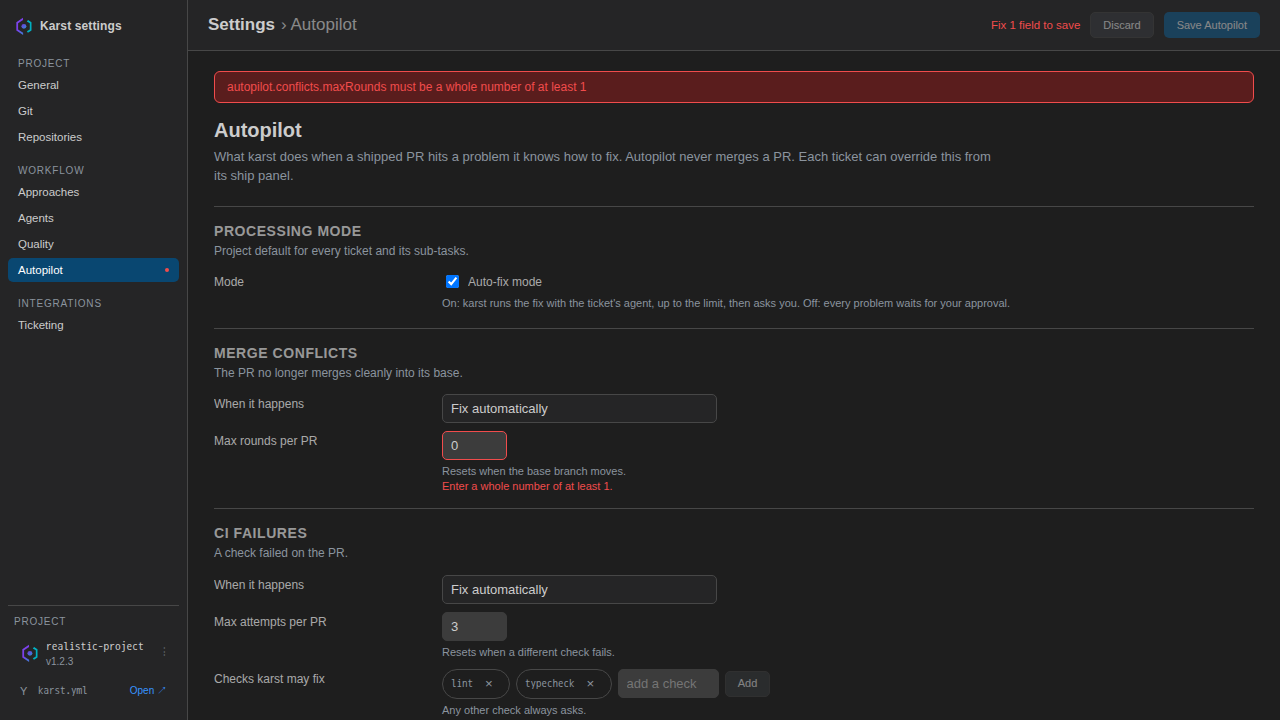 Karst settings
PROJECT
General
Git
Repositories
WORKFLOW
Approaches
Agents
Quality
Autopilot
INTEGRATIONS
Ticketing
PROJECT
realistic-project
v1.2.3
Y karst.yml Open ↗
Settings › Autopilot
Fix 1 field to save Discard Save Autopilot
autopilot.conflicts.maxRounds must be a whole number of at least 1
Autopilot
What karst does when a shipped PR hits a problem it knows how to fix. Autopilot never merges a PR. Each ticket can override this from
its ship panel.
PROCESSING MODE
Project default for every ticket and its sub-tasks.
Mode Auto-fix mode
On: karst runs the fix with the ticket's agent, up to the limit, then asks you. Off: every problem waits for your approval.
MERGE CONFLICTS
The PR no longer merges cleanly into its base.
When it happens Fix automatically
Max rounds per PR 0
Resets when the base branch moves.
Enter a whole number of at least 1.
CI FAILURES
A check failed on the PR.
When it happens Fix automatically
Max attempts per PR 3
Resets when a different check fails.
Checks karst may fix lint × typecheck × add a check Add
Any other check always asks.